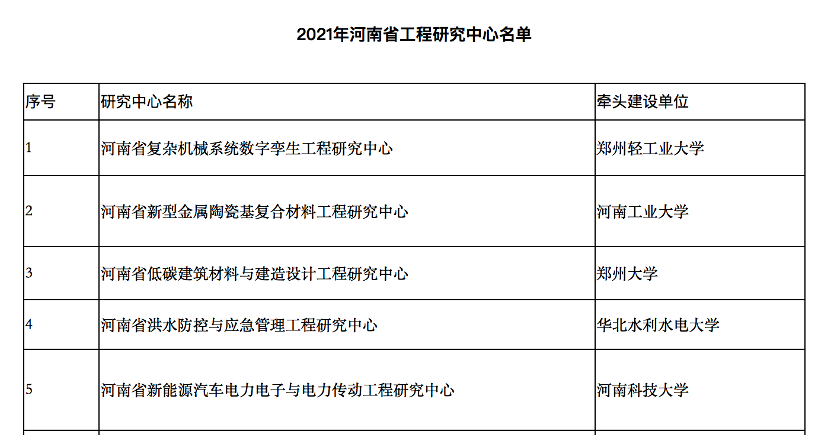 2021年河南省工程研究中心名单
序号 研究中心名称 牵头建设单位
1 河南省复杂机械系统数字孪生工程研究中心 郑州轻工业大学
2 河南省新型金属陶瓷基复合材料工程研究中心 河南工业大学
3 河南省低碳建筑材料与建造设计工程研究中心 郑州大学
4 河南省洪水防控与应急管理工程研究中心 华北水利水电大学
5 河南省新能源汽车电力电子与电力传动工程研究中心 河南科技大学